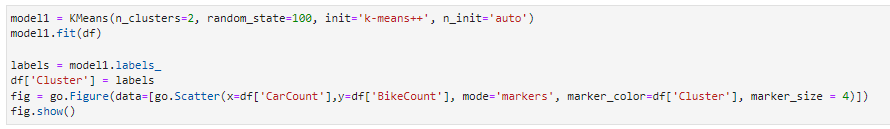 model1 = KMeans(n_clusters=2, random_state=100, init='k-means++', n_init='auto')
model1.fit(df)
labels = model1.labels_
df['Cluster'] = labels
fig = go.Figure(data=[go.Scatter(x=df['CarCount'],y=df['BikeCount'], mode='markers', marker_color=df['Cluster'], marker_size = 4)])
fig.show()